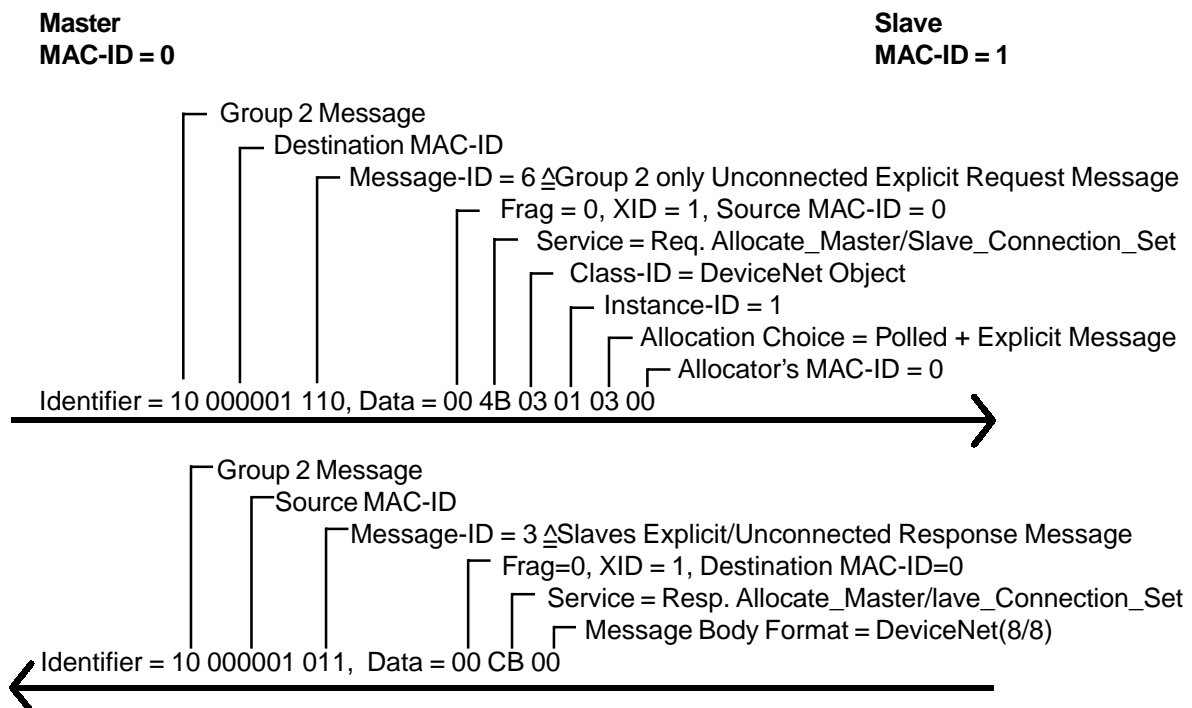 Master Slave
MAC-ID = 0 MAC-ID = 1
Group 2 Message
Destination MAC-ID
Message-ID = 6 ≙Group 2 only Unconnected Explicit Request Message
Frag = 0, XID = 1, Source MAC-ID = 0
Service = Req. Allocate_Master/Slave_Connection_Set
Class-ID = DeviceNet Object
Instance-ID = 1
Allocation Choice = Polled + Explicit Message
Allocator's MAC-ID = 0
Identifier = 10 000001 110, Data = 00 4B 03 01 03 00
Group 2 Message
Source MAC-ID
Message-ID = 3 ≙Slaves Explicit/Unconnected Response Message
Frag=0, XID = 1, Destination MAC-ID=0
Service = Resp. Allocate_Master/lave_Connection_Set
Message Body Format = DeviceNet(8/8)
Identifier = 10 000001 011, Data = 00 CB 00